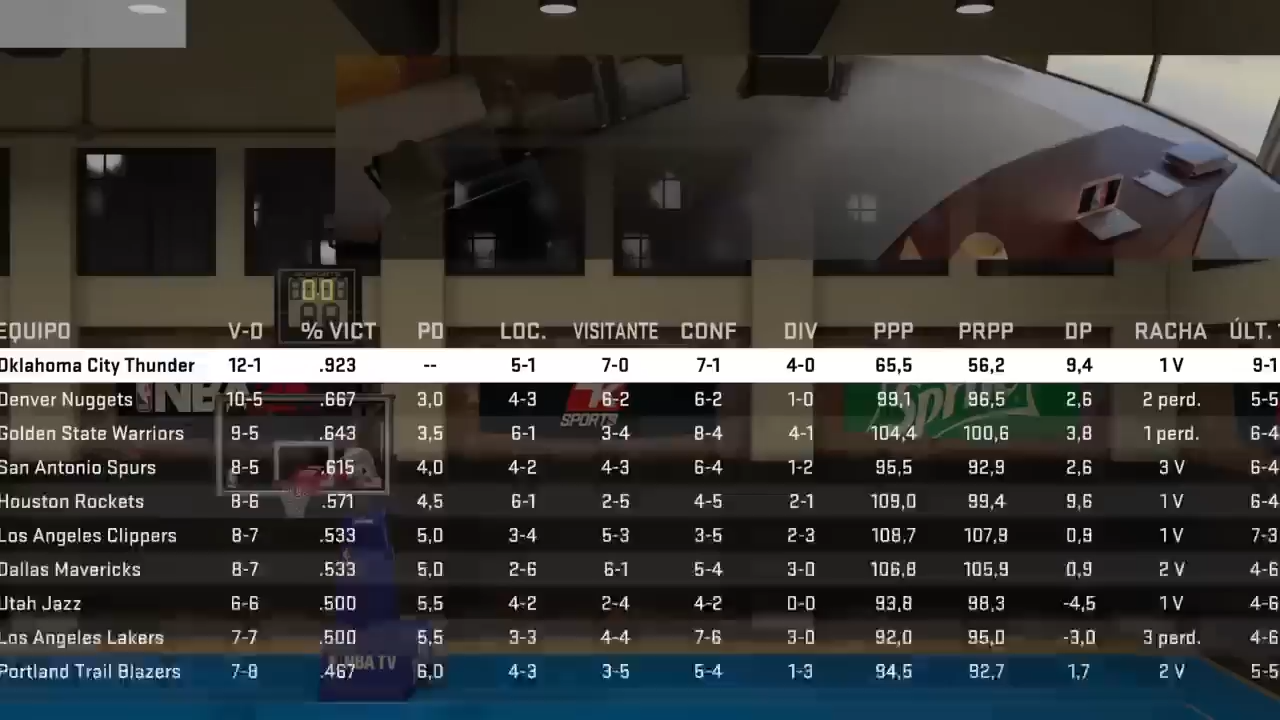 EQUIPO V-D % VICT PD LOC. VISITANTE CONF DIV PPP PRPP DP RACHA ÚLT.
Oklahoma City Thunder 12-1 .923 -- 5-1 7-0 7-1 4-0 65,5 56,2 9,4 1 V 9-1
Denver Nuggets 10-5 .667 3,0 4-3 6-2 6-2 1-0 99,1 96,5 2,6 2 perd. 5-5
Golden State Warriors 9-5 .643 3,5 6-1 3-4 8-4 4-1 104,4 100,6 3,8 1 perd. 6-4
San Antonio Spurs 8-5 .615 4,0 4-2 4-3 6-4 1-2 95,5 92,9 2,6 3 V 6-4
Houston Rockets 8-6 .571 4,5 6-1 2-5 4-5 2-1 109,0 99,4 9,6 1 V 6-4
Los Angeles Clippers 8-7 .533 5,0 3-4 5-3 3-5 2-3 108,7 107,9 0,9 1 V 7-3
Dallas Mavericks 8-7 .533 5,0 2-6 6-1 5-4 3-0 106,8 105,9 0,9 2 V 4-6
Utah Jazz 6-6 .500 5,5 4-2 2-4 4-2 0-0 93,8 98,3 -4,5 1 V 4-6
Los Angeles Lakers 7-7 .500 5,5 3-3 4-4 7-6 3-0 92,0 95,0 -3,0 3 perd. 4-6
Portland Trail Blazers 7-8 .467 6,0 4-3 3-5 5-4 1-3 94,5 92,7 1,7 2 V 5-5
00
NBA
SPORTS
Sprite
NBA TV